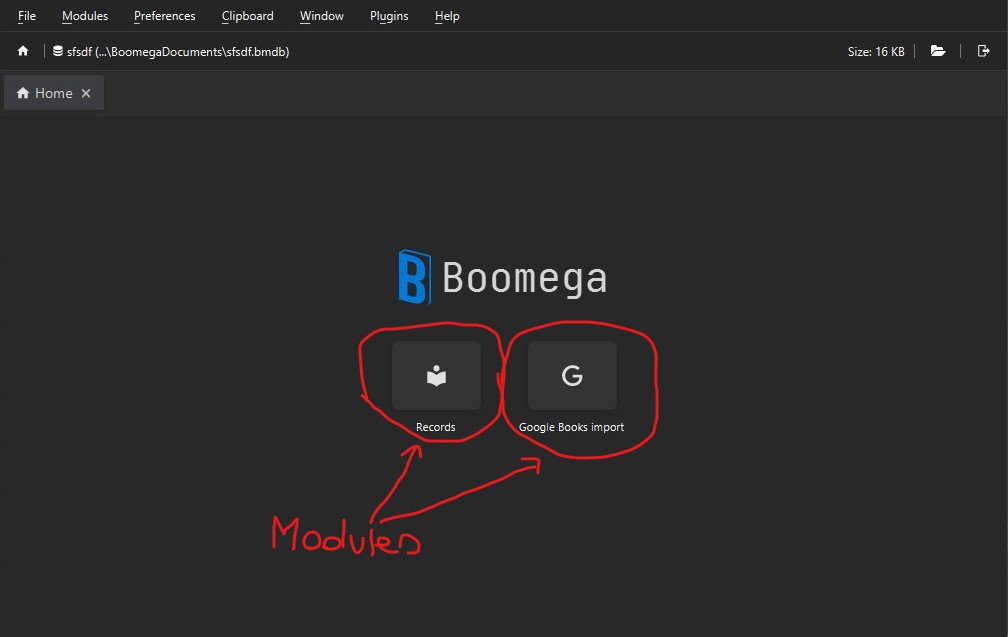 File Modules Preferences Clipboard Window Plugins Help
sfsdf (...\BoomegaDocuments\sfsdf.bmdb) Size: 16 KB
Home
Boomega
G
Records Google Books import
Modules